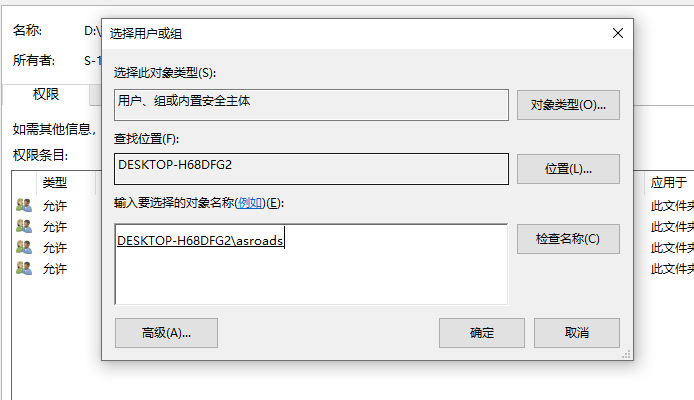 名称: D:\
选择用户或组
所有者: S-1
选择此对象类型(S):
用户、组或内置安全主体
对象类型(O)...
权限
查找位置(F):
如需其他信息,
DESKTOP-H68DFG2
位置(L)...
权限条目:
类型
应用于
输入要选择的对象名称(例如)(E):
允许
此文件夹
允许
此文件夹
DESKTOP-H68DFG2\asroads
检查名称(C)
允许
此文件夹
允许
此文件夹
高级(A)...
确定
取消